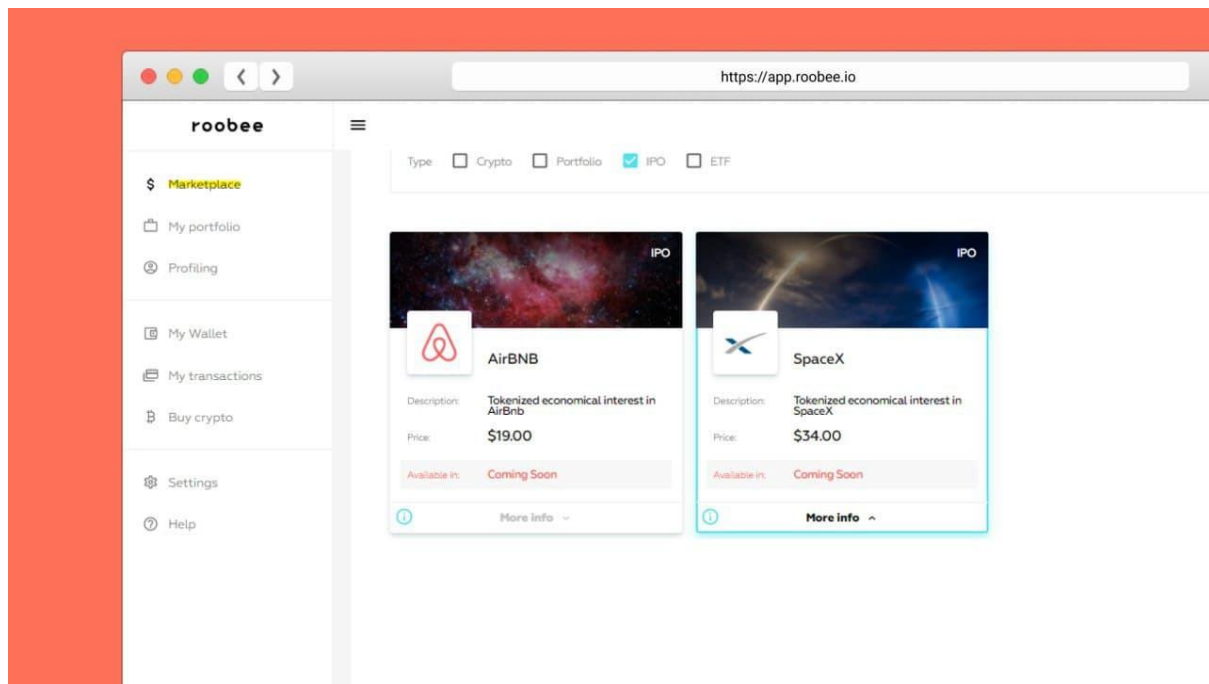 https://app.roobee.io
roobee
Type: Crypto Portfolio IPO ETF
$ Marketplace
My portfolio
Profiling
My Wallet
My transactions
Buy crypto
Settings
Help
IPO
AirBNB
Description: Tokenized economical interest in
AirBnb
Price: $19.00
Available in: Coming Soon
More info
IPO
SpaceX
Description: Tokenized economical interest in
SpaceX
Price: $34.00
Available in: Coming Soon
More info